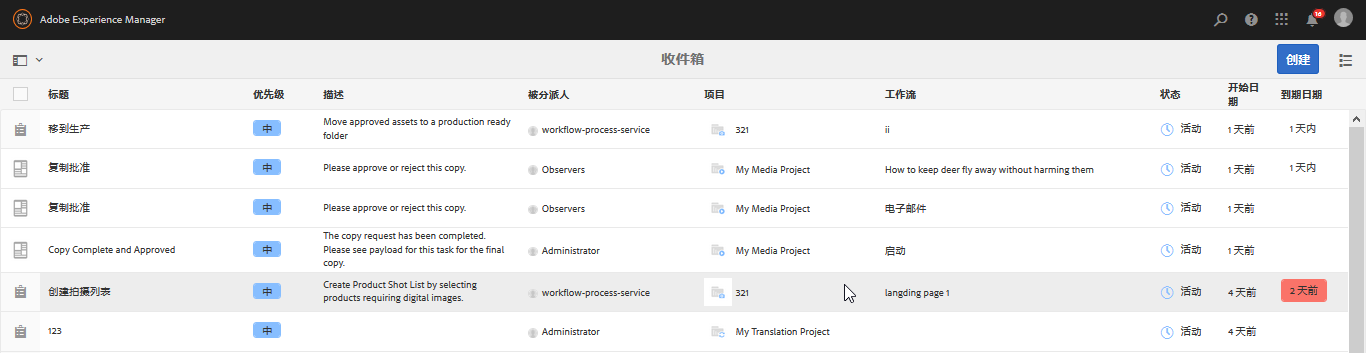 Adobe Experience Manager
16
收件箱
创建
标题 优先级 描述 被分派人 项目 工作流 状态 开始日期 到期日期
移到生产 中 Move approved assets to a production ready folder workflow-process-service 321 ii 活动 1 天前 1 天内
复制批准 中 Please approve or reject this copy. Observers My Media Project How to keep deer fly away without harming them 活动 1 天前 1 天内
复制批准 中 Please approve or reject this copy. Observers My Media Project 电子邮件 活动 1 天前
Copy Complete and Approved 中 The copy request has been completed. Please see payload for this task for the final copy. Administrator My Media Project 启动 活动 1 天前
创建拍摄列表 中 Create Product Shot List by selecting products requiring digital images. workflow-process-service 321 langding page 1 活动 4 天前 2 天前
123 中 Administrator My Translation Project 活动 4 天前